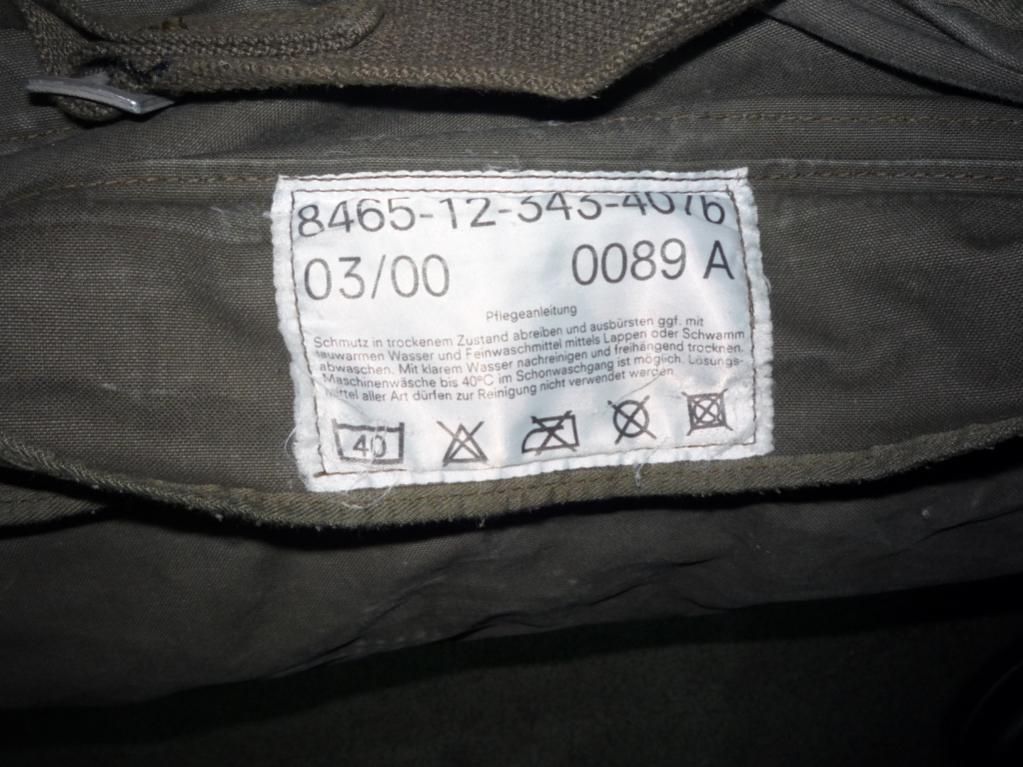 8465-12-343-4076
03/00 0089 A
Pflegeanleitung
Schmutz in trockenem Zustand abreiben und ausbürsten ggf. mit
lauwarmen Wasser und Feinwaschmittel mittels Lappen oder Schwamm
abwaschen. Mit klarem Wasser nachreinigen und freihängend trocknen.
Maschinenwäsche bis 40°C im Schonwaschgang ist möglich. Lösungs-
mittel aller Art dürfen zur Reinigung nicht verwendet werden
40